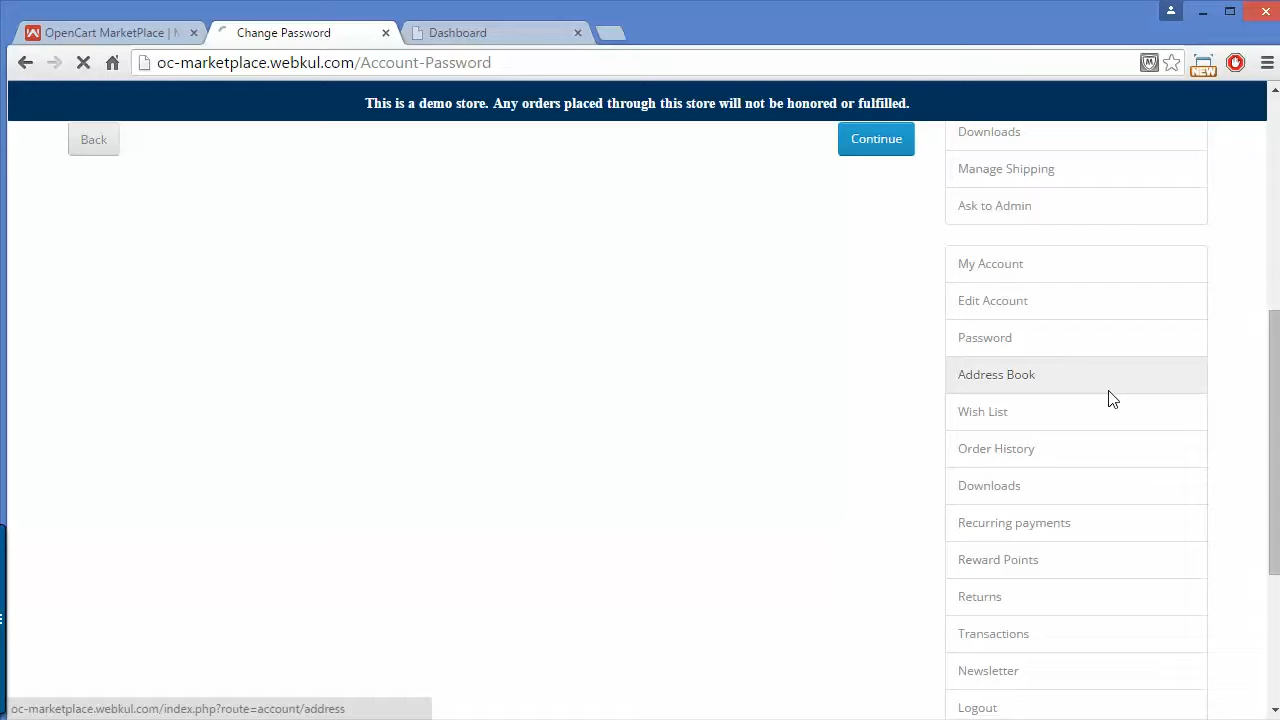 OpenCart MarketPlace | M
Change Password
Dashboard
oc-marketplace.webkul.com/Account-Password
NEW
This is a demo store. Any orders placed through this store will not be honored or fulfilled.
Back
Continue
Downloads
Manage Shipping
Ask to Admin
My Account
Edit Account
Password
Address Book
Wish List
Order History
Downloads
Recurring payments
Reward Points
Returns
Transactions
Newsletter
Logout
oc-marketplace.webkul.com/index.php?route=account/address